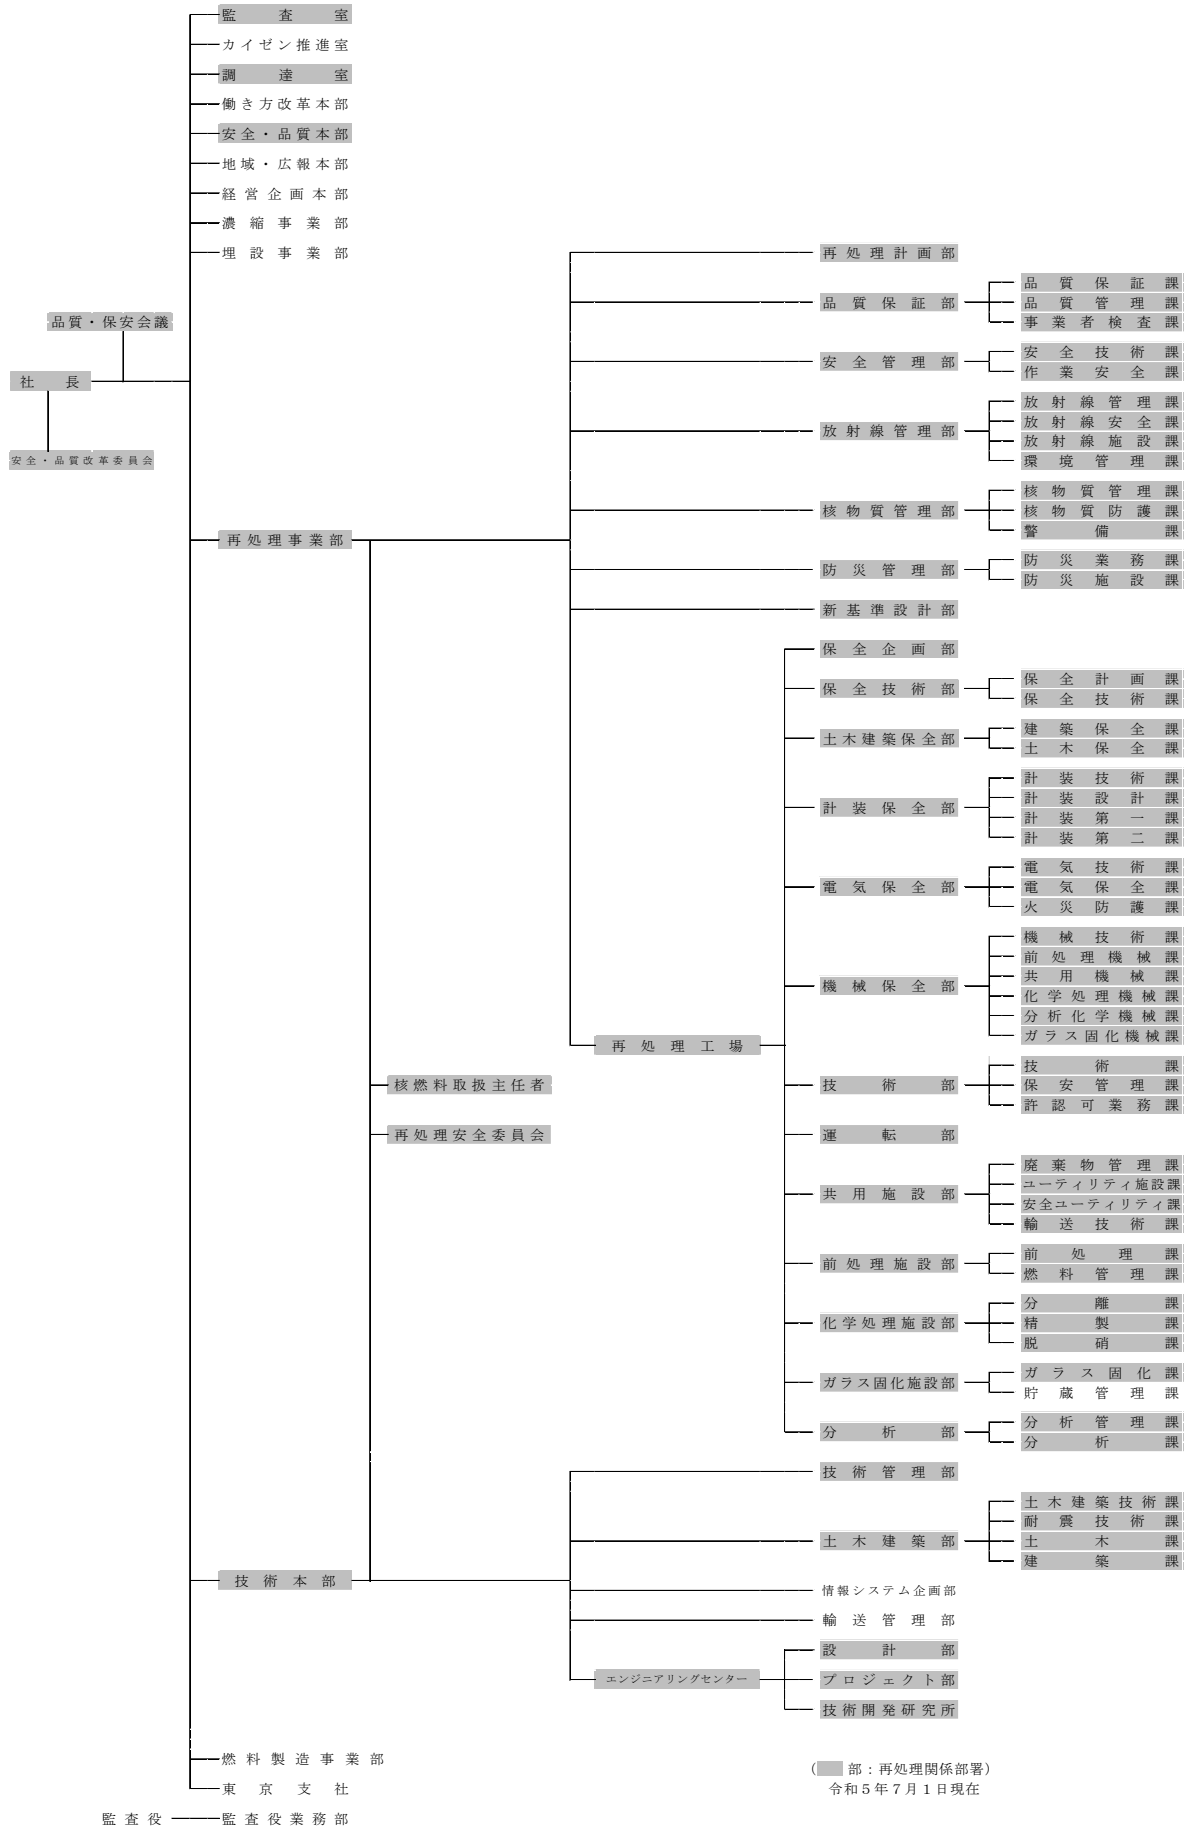 監査室
カイゼン推進室
調達室
働き方改革本部
安全・品質本部
地域・広報本部
経営企画本部
濃縮事業部
埋設事業部
品質・保安会議
社長
安全・品質改革委員会
再処理事業部
再処理計画部
品質保証部
品質保証課
品質管理課
事業者検査課
安全管理部
安全技術課
作業安全課
放射線管理部
放射線管理課
放射線安全課
放射線施設課
環境管理課
核物質管理部
核物質管理課
核物質防護課
警備課
防災管理部
防災業務課
防災施設課
新基準設計部
再処理工場
保全企画部
保全技術部
保全計画課
保全技術課
土木建築保全部
建築保全課
土木保全課
計装保全部
計装技術課
計装設計課
計装第一課
計装第二課
電気保全部
電気技術課
電気保全課
火災防護課
機械保全部
機械技術課
前処理機械課
共用機械課
化学処理機械課
分析化学機械課
ガラス固化機械課
技術部
技術課
保安管理課
許認可業務課
運転部
共用施設部
廃棄物管理課
ユーティリティ施設課
安全ユーティリティ課
輸送技術課
前処理施設部
前処理課
燃料管理課
化学処理施設部
分離課
精製課
脱硝課
ガラス固化施設部
ガラス固化課
貯蔵管理課
分析部
分析管理課
分析課
核燃料取扱主任者
再処理安全委員会
技術本部
技術管理部
土木建築部
土木建築技術課
耐震技術課
土木課
建築課
情報システム企画部
輸送管理部
エンジニアリングセンター
設計部
プロジェクト部
技術開発研究所
燃料製造事業部
東京支社
監査役
監査役業務部
(　部：再処理関係部署)
令和5年7月1日現在